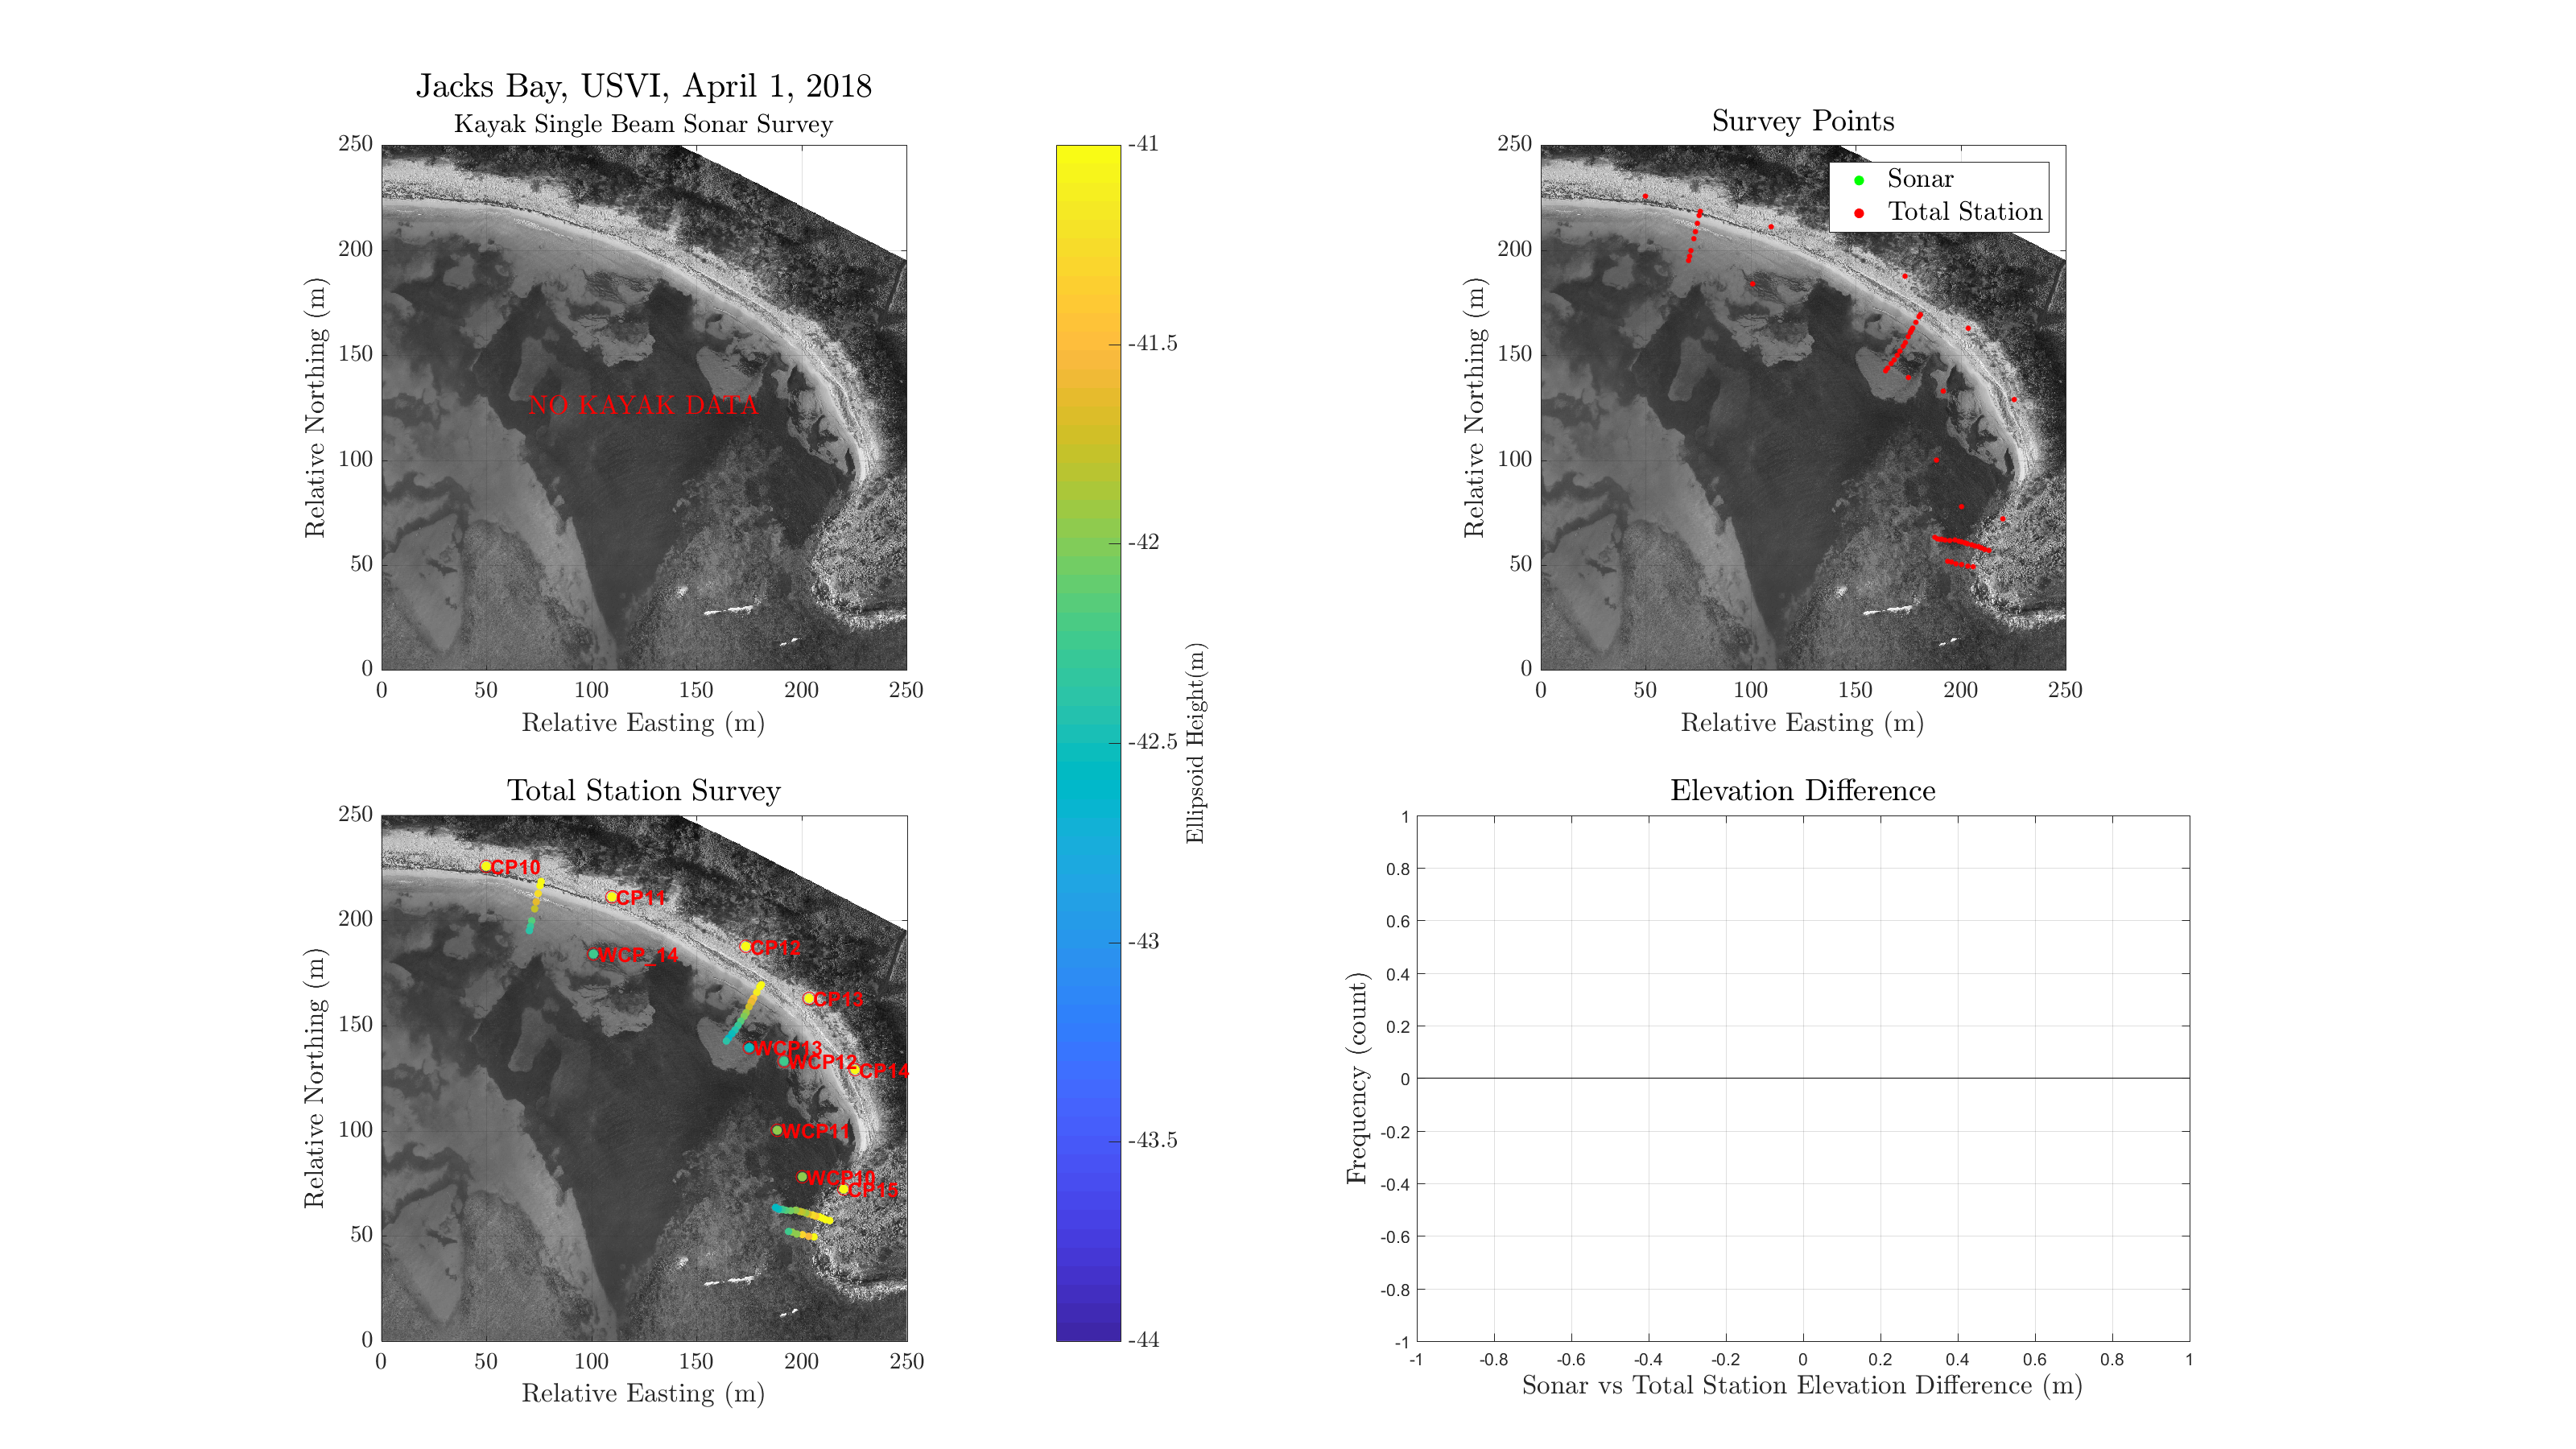 Jacks Bay, USVI, April 1, 2018
Kayak Single Beam Sonar Survey
250
200
150
100
50
0
Relative Northing (m)
NO KAYAK DATA
0 50 100 150 200 250
Relative Easting (m)
Total Station Survey
250
200
150
100
50
0
Relative Northing (m)
CP10
CP11
CP12
WCP_14
CP13
WCP13
WCP12
CP14
WCP11
WCP10
CP15
0 50 100 150 200 250
Relative Easting (m)
-41
-41.5
-42
-42.5
-43
-43.5
-44
Ellipsoid Height(m)
Survey Points
250
200
150
100
50
0
Relative Northing (m)
Sonar
Total Station
0 50 100 150 200 250
Relative Easting (m)
Elevation Difference
1
0.8
0.6
0.4
0.2
0
-0.2
-0.4
-0.6
-0.8
-1
Frequency (count)
-1 -0.8 -0.6 -0.4 -0.2 0 0.2 0.4 0.6 0.8 1
Sonar vs Total Station Elevation Difference (m)